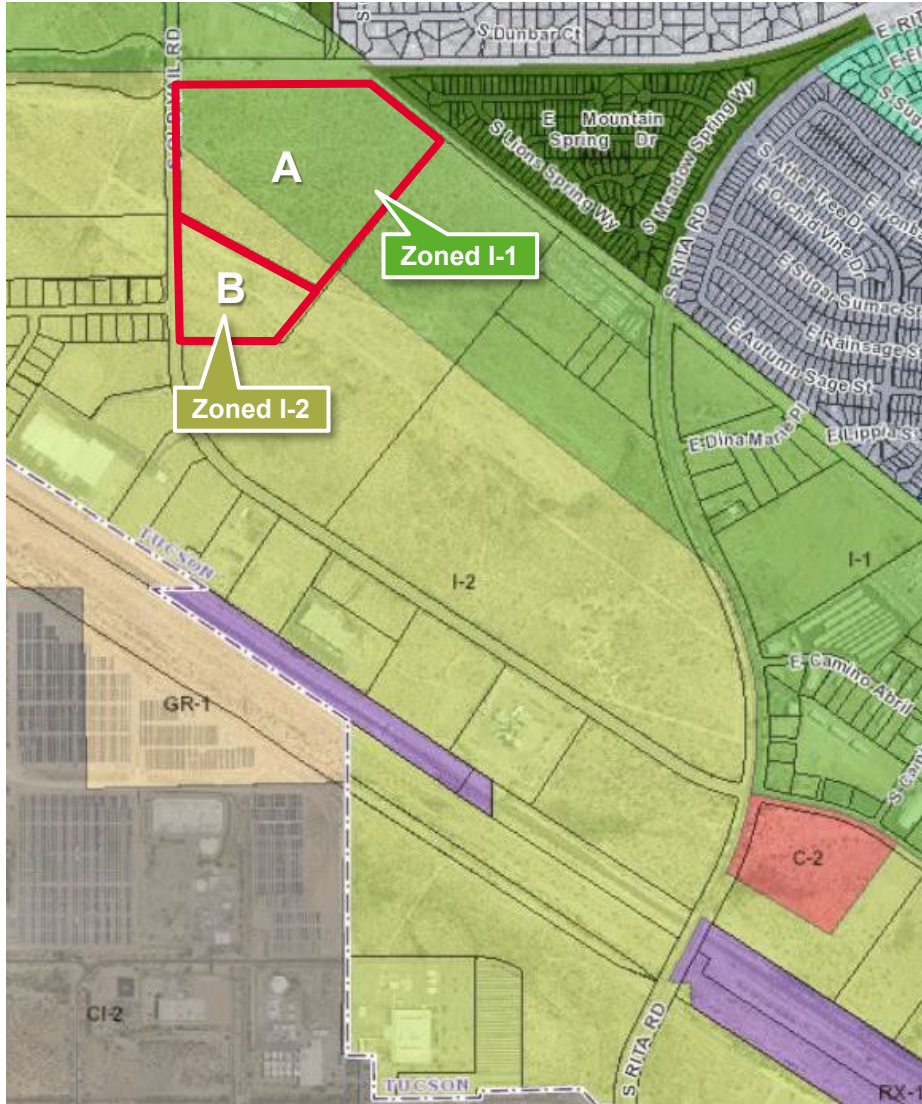 S Dunbar Ct
E
E Mountain
Spring Dr
S Lions Spring Wy
S Meadow Spring Wy
S RITA RD
A
Zoned I-1
B
Zoned I-2
E Orchid Vine Dr
E Sugar Sumac St
E Rainsage St
E Autumn Sage St
E Dina Marie Pl
TUCSON
I-2
I-1
E Camino Abril
GR-1
C-2
CI-2
S RITA RD
TUCSON
RX-